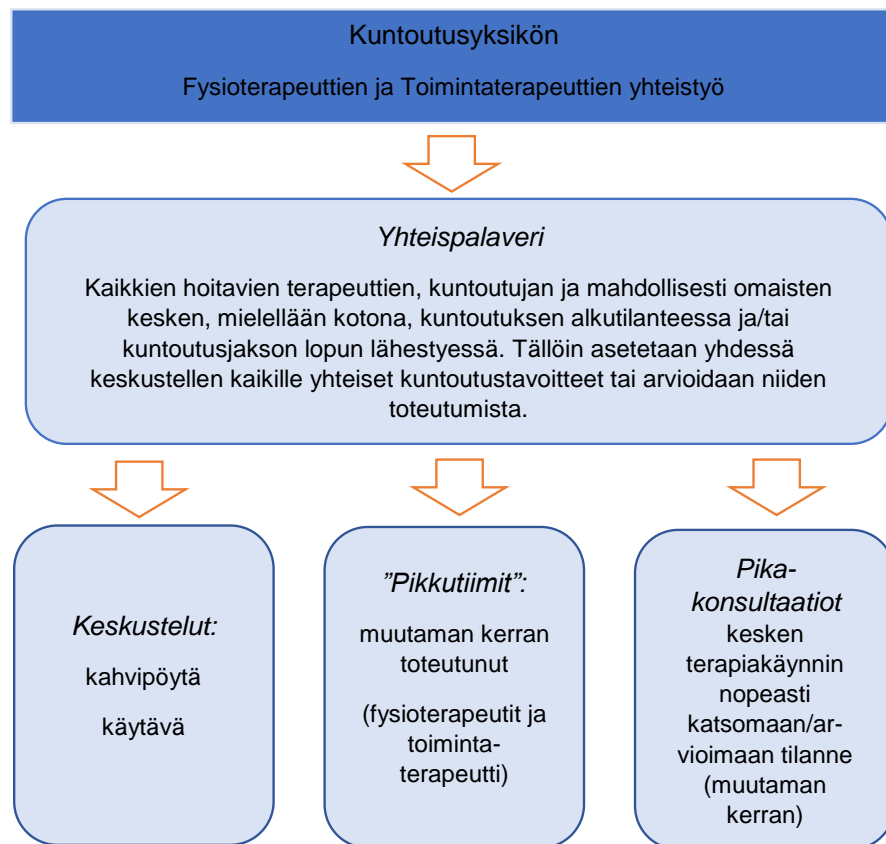 Kuntoutusyksikön
Fysioterapeuttien ja Toimintaterapeuttien yhteistyö
Yhteispalaveri
Kaikkien hoitavien terapeuttien, kuntoutujan ja mahdollisesti omaisten
kesken, mielellään kotona, kuntoutuksen alkutilanteessa ja/tai
kuntoutusjakson lopun lähestyessä. Tällöin asetetaan yhdessä
keskustellen kaikille yhteiset kuntoutustavoitteet tai arvioidaan niiden
toteutumista.
Keskustelut:
kahvipöytä
käytävä
”Pikkutiimit”:
muutaman kerran
toteutunut
(fysioterapeutit ja
toiminta-
terapeutti)
Pika-
konsultaatiot
kesken
terapiakäynnin
nopeasti
katsomaan/ar-
vioimaan tilanne
(muutaman
kerran)